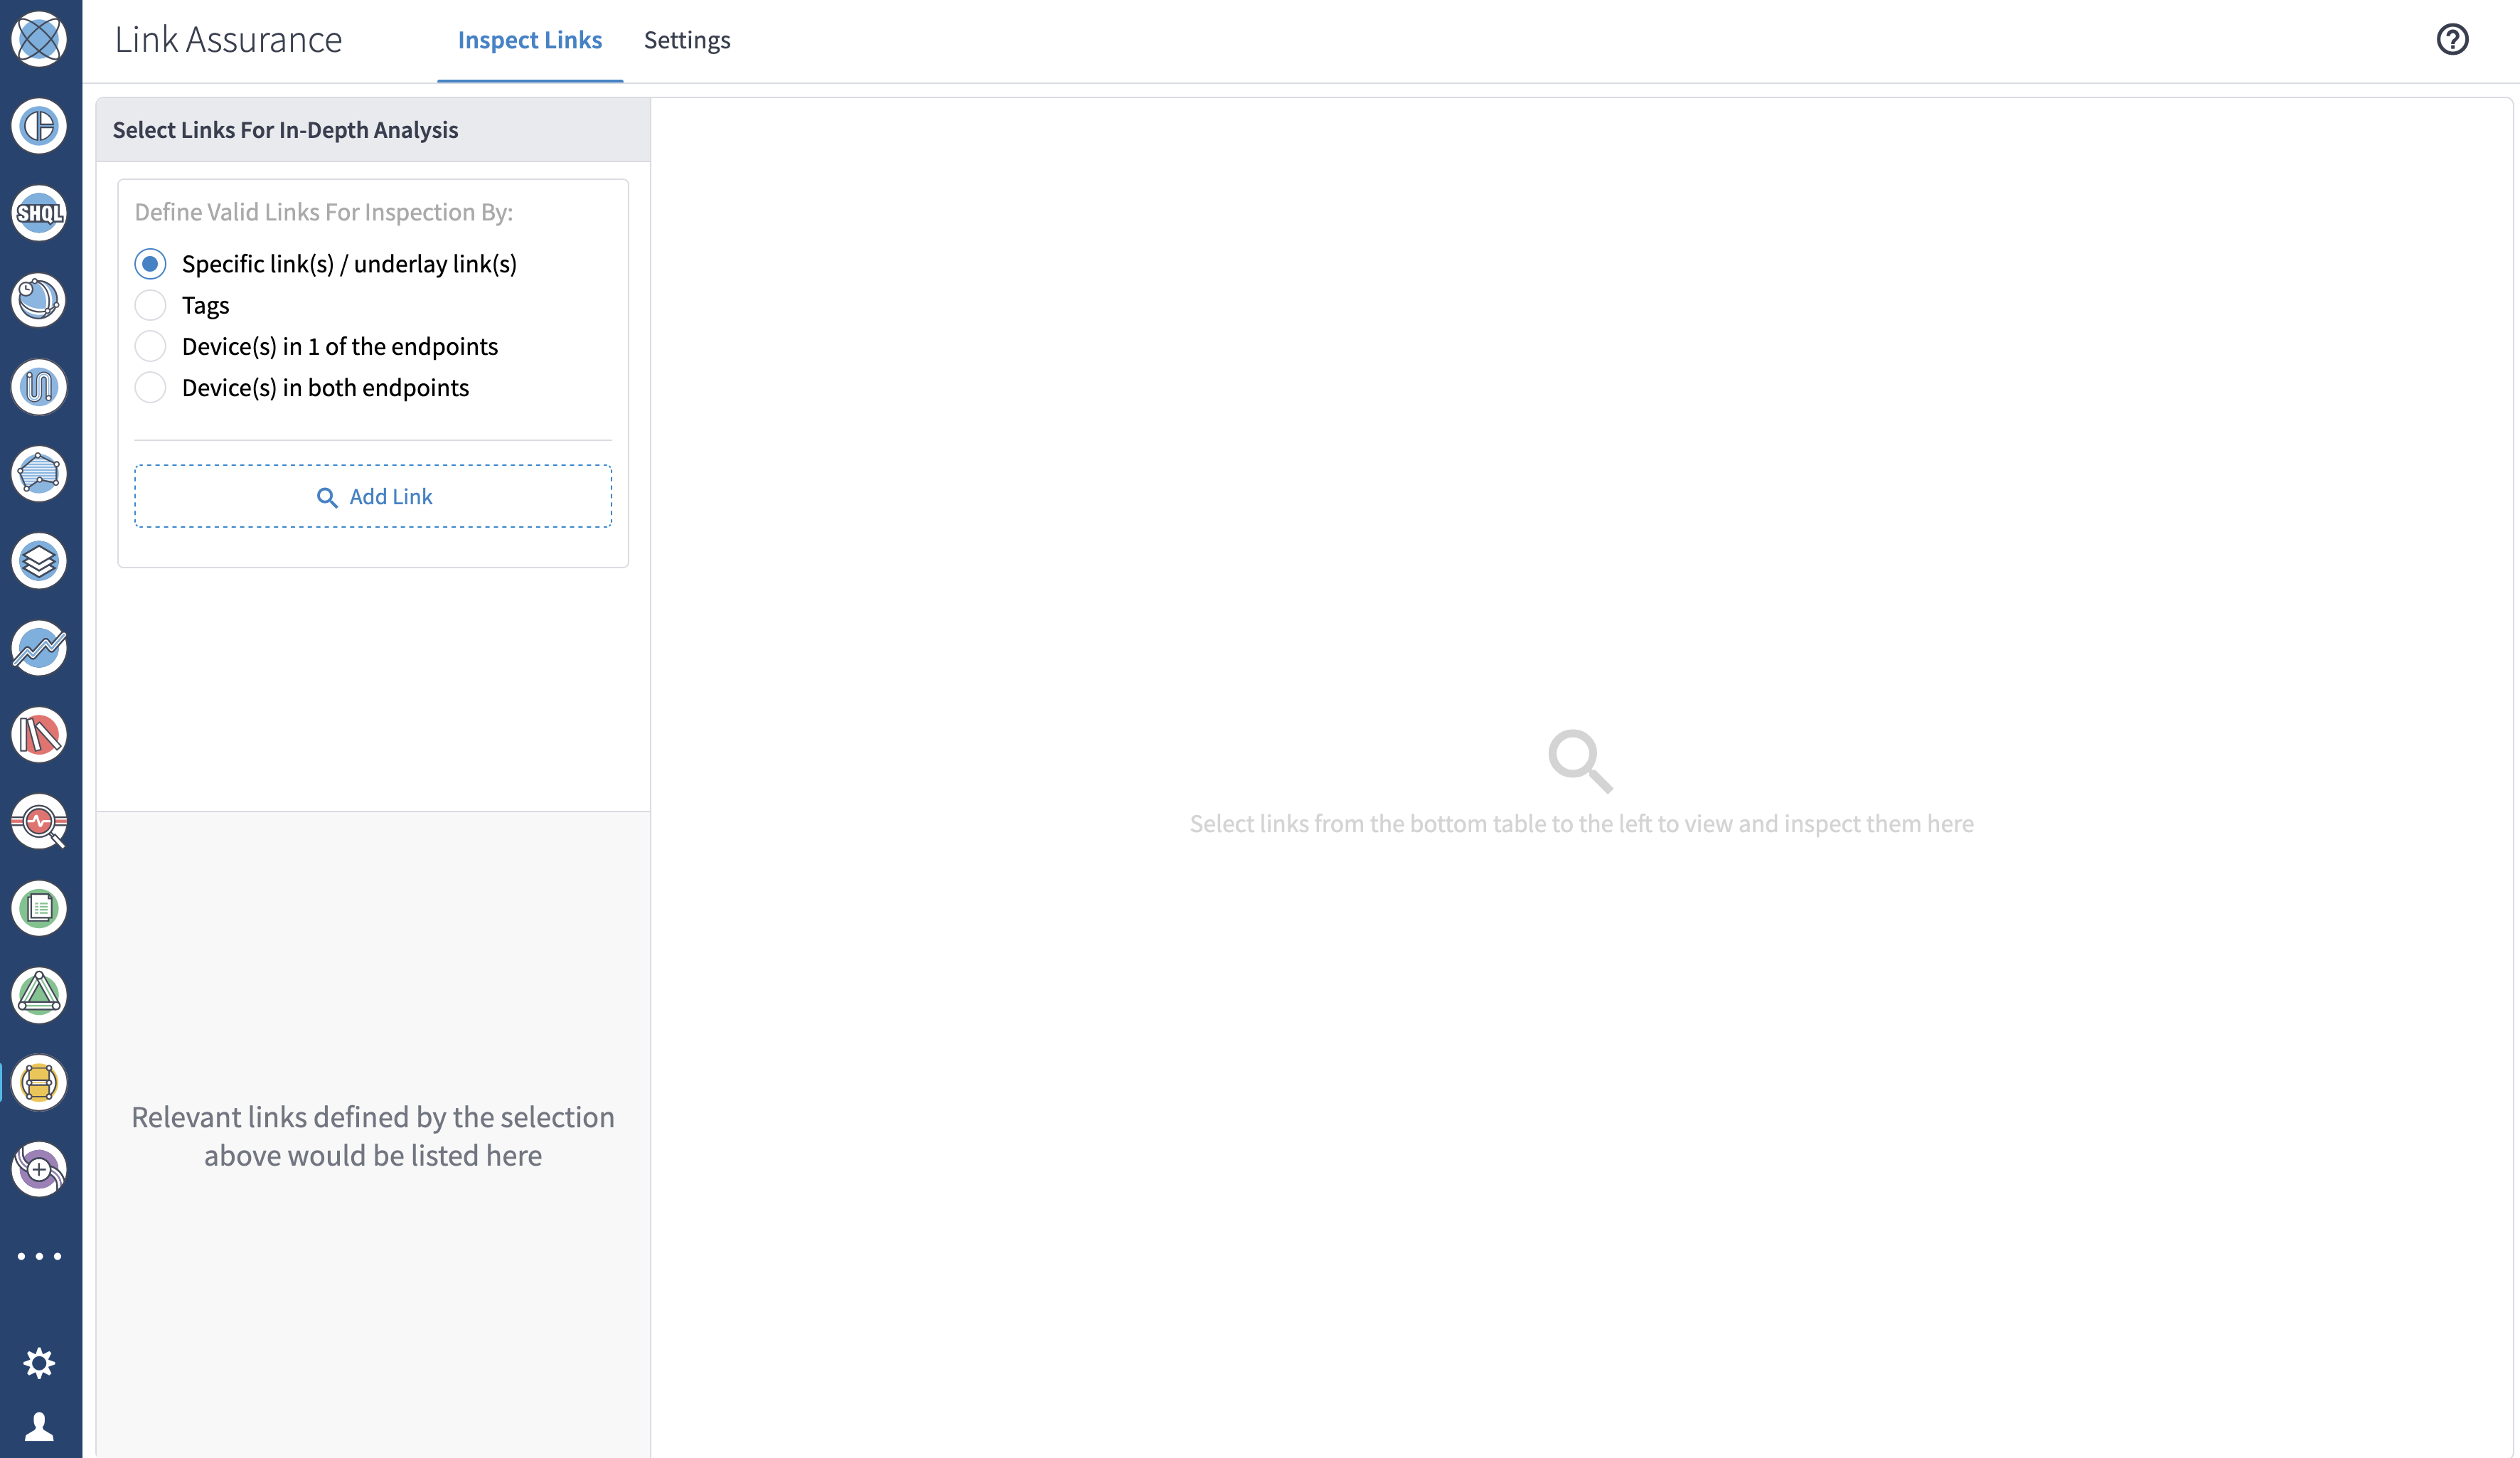 Link Assurance
Inspect Links
Settings
Select Links For In-Depth Analysis
Define Valid Links For Inspection By:
Specific link(s) / underlay link(s)
Tags
Device(s) in 1 of the endpoints
Device(s) in both endpoints
Add Link
SHQL
Select links from the bottom table to the left to view and inspect them here
Relevant links defined by the selection
above would be listed here